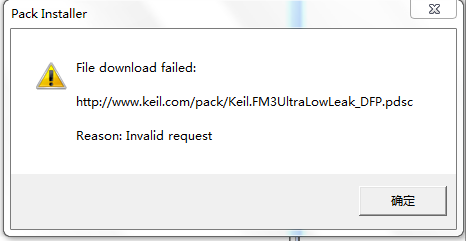 Pack Installer
File download failed:
http://www.keil.com/pack/Keil.FM3UltraLowLeak_DFP.pdsc
Reason: Invalid request
确定